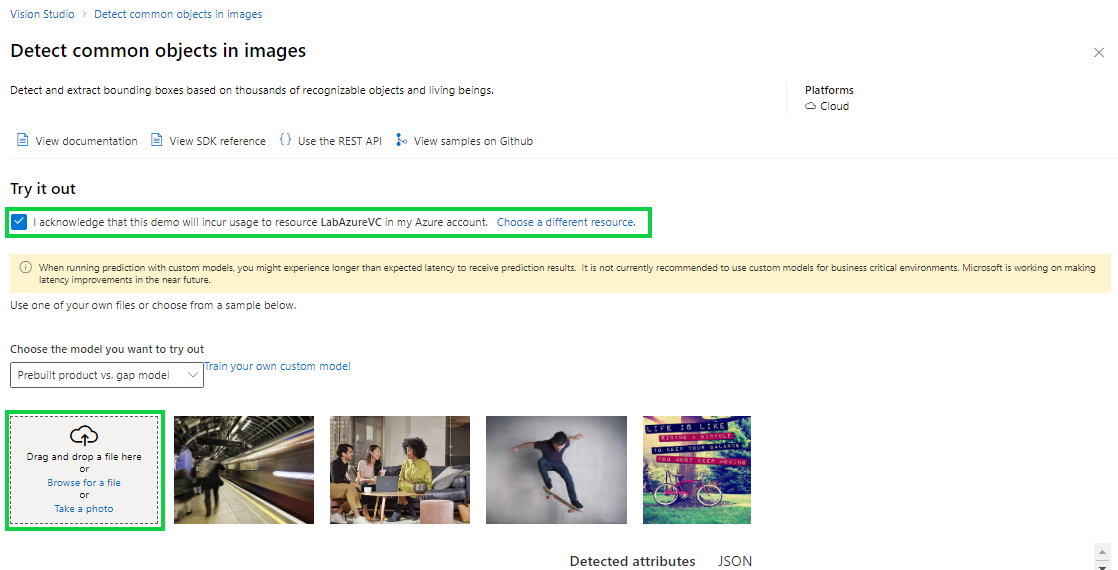 Vision Studio > Detect common objects in images
Detect common objects in images
Detect and extract bounding boxes based on thousands of recognizable objects and living beings.
Platforms
Cloud
View documentation View SDK reference {} Use the REST API View samples on Github
Try it out
I acknowledge that this demo will incur usage to resource LabAzureVC in my Azure account. Choose a different resource.
When running prediction with custom models, you might experience longer than expected latency to receive prediction results. It is not currently recommended to use custom models for business critical environments. Microsoft is working on making
latency improvements in the near future.
Use one of your own files or choose from a sample below.
Choose the model you want to try out
Prebuilt product vs. gap model
Train your own custom model
Drag and drop a file here
or
Browse for a file
or
Take a photo
LIFE IS LIKE
RIDING A BICYCLE
TO KEEP YOUR BALANCE
YOU MUST KEEP MOVING
Detected attributes JSON